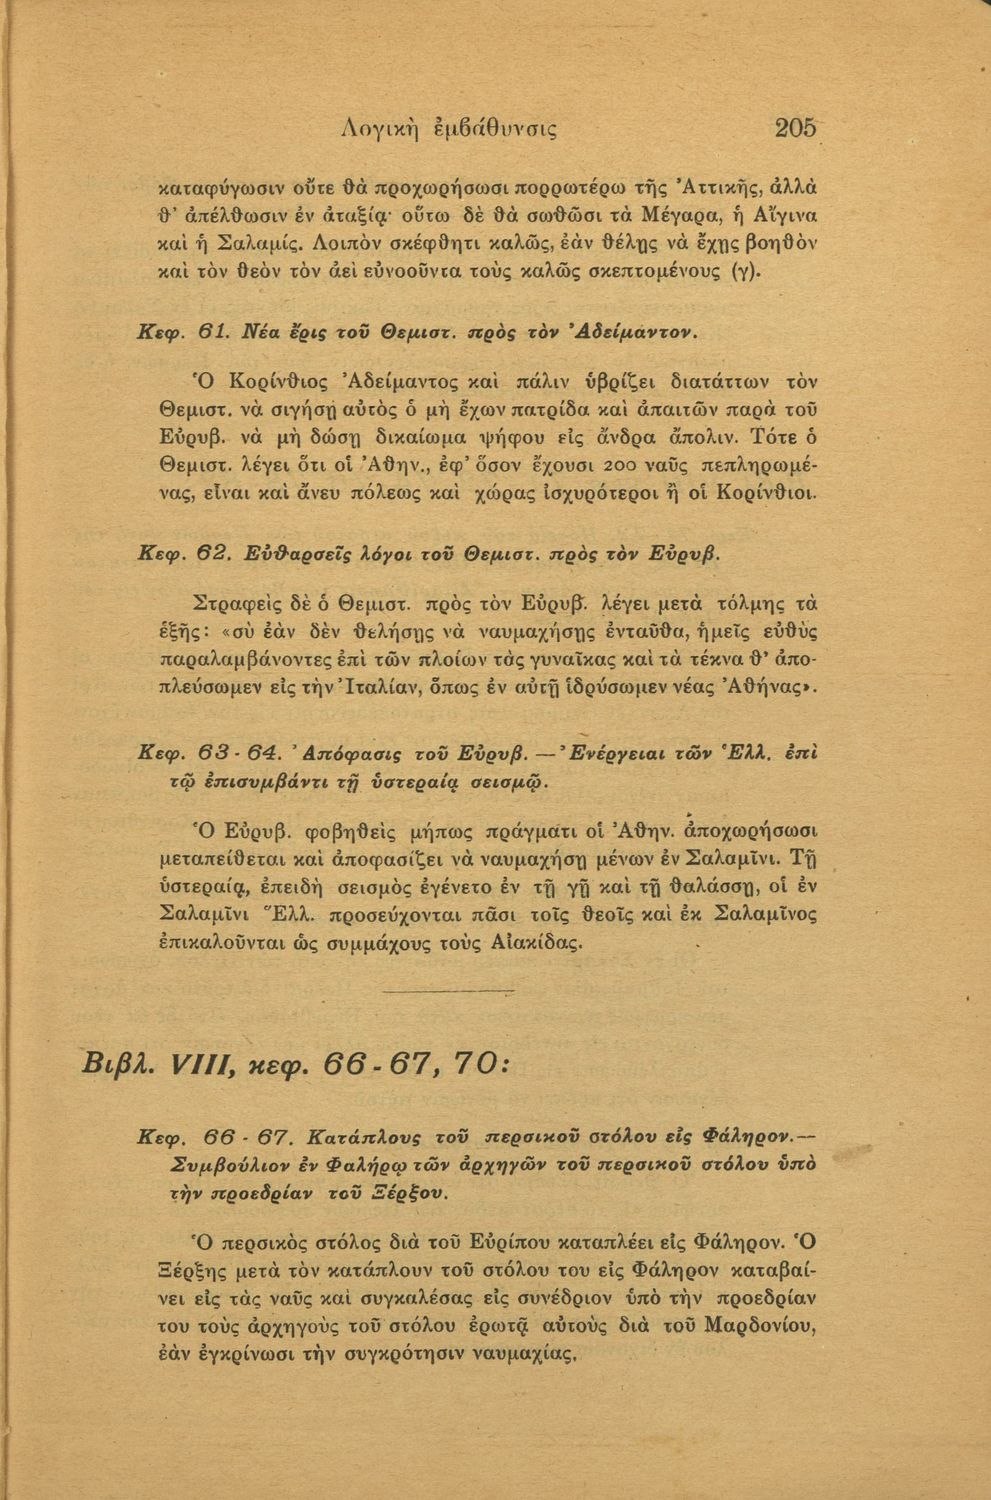 Λογικὴ ἐμβάθυνσις 205
καταφύγωσιν οὔτε θὰ προχωρήσωσι πορρωτέρω τῆς Ἀττικῆς, ἀλλὰ
θ’ ἀπέλθωσιν ἐν ἀταξίᾳ· οὕτω δὲ θὰ σωθῶσι τὰ Μέγαρα, ἡ Αἴγινα
καὶ ἡ Σαλαμίς. Λοιπὸν σκέφθητι καλῶς, ἐὰν θέλῃς νὰ ἔχῃς βοηθὸν
καὶ τὸν θεὸν τὸν ἀεὶ εὐνοοῦντα τοὺς καλῶς σκεπτομένους (γ).
Κεφ. 61. Νέα ἔρις τοῦ Θεμιστ. πρὸς τὸν Ἀδείμαντον.
Ὁ Κορίνθιος Ἀδείμαντος καὶ πάλιν ὑβρίζει διατάττων τὸν
Θεμιστ. νὰ σιγήσῃ αὐτὸς ὁ μὴ ἔχων πατρίδα καὶ ἀπαιτῶν παρὰ τοῦ
Εὐρυβ. νὰ μὴ δώσῃ δικαίωμα ψήφου εἰς ἄνδρα ἄπολιν. Τότε ὁ
Θεμιστ. λέγει ὅτι οἱ Ἀθην., ἐφ’ ὅσον ἔχουσι 200 ναῦς πεπληρωμέ-
νας, εἶναι καὶ ἄνευ πόλεως καὶ χώρας ἰσχυρότεροι ἢ οἱ Κορίνθιοι.
Κεφ. 62. Εὐθαρσεῖς λόγοι τοῦ Θεμιστ. πρὸς τὸν Εὐρυβ.
Στραφεὶς δὲ ὁ Θεμιστ. πρὸς τὸν Εὐρυβ. λέγει μετὰ τόλμης τὰ
ἑξῆς: «σὺ ἐὰν δὲν θελήσῃς νὰ ναυμαχήσῃς ἐνταῦθα, ἡμεῖς εὐθὺς
παραλαμβάνοντες ἐπὶ τῶν πλοίων τὰς γυναῖκας καὶ τὰ τέκνα θ’ ἀπο-
πλεύσωμεν εἰς τὴν Ἰταλίαν, ὅπως ἐν αὐτῇ ἱδρύσωμεν νέας Ἀθήνας».
Κεφ. 63 - 64. Ἀπόφασις τοῦ Εὐρυβ. — Ἐνέργειαι τῶν Ἑλλ. ἐπὶ
τῷ ἐπισυμβάντι τῇ ὑστεραίᾳ σεισμῷ.
Ὁ Εὐρυβ. φοβηθεὶς μήπως πράγματι οἱ Ἀθην. ἀποχωρήσωσι
μεταπείθεται καὶ ἀποφασίζει νὰ ναυμαχήσῃ μένων ἐν Σαλαμῖνι. Τῇ
ὑστεραίᾳ, ἐπειδὴ σεισμὸς ἐγένετο ἐν τῇ γῇ καὶ τῇ θαλάσσῃ, οἱ ἐν
Σαλαμῖνι Ἕλλ. προσεύχονται πᾶσι τοῖς θεοῖς καὶ ἐκ Σαλαμῖνος
ἐπικαλοῦνται ὡς συμμάχους τοὺς Αἰακίδας.
Βιβλ. VIII, κεφ. 66 - 67, 70:
Κεφ. 66 - 67. Κατάπλους τοῦ περσικοῦ στόλου εἰς Φάληρον.—
Συμβούλιον ἐν Φαλήρῳ τῶν ἀρχηγῶν τοῦ περσικοῦ στόλου ὑπὸ
τὴν προεδρίαν τοῦ Ξέρξου.
Ὁ περσικὸς στόλος διὰ τοῦ Εὐρίπου καταπλέει εἰς Φάληρον. Ὁ
Ξέρξης μετὰ τὸν κατάπλουν τοῦ στόλου του εἰς Φάληρον καταβαί-
νει εἰς τὰς ναῦς καὶ συγκαλέσας εἰς συνέδριον ὑπὸ τὴν προεδρίαν
του τοὺς ἀρχηγοὺς τοῦ στόλου ἐρωτᾷ αὐτοὺς διὰ τοῦ Μαρδονίου,
ἐὰν ἐγκρίνωσι τὴν συγκρότησιν ναυμαχίας.